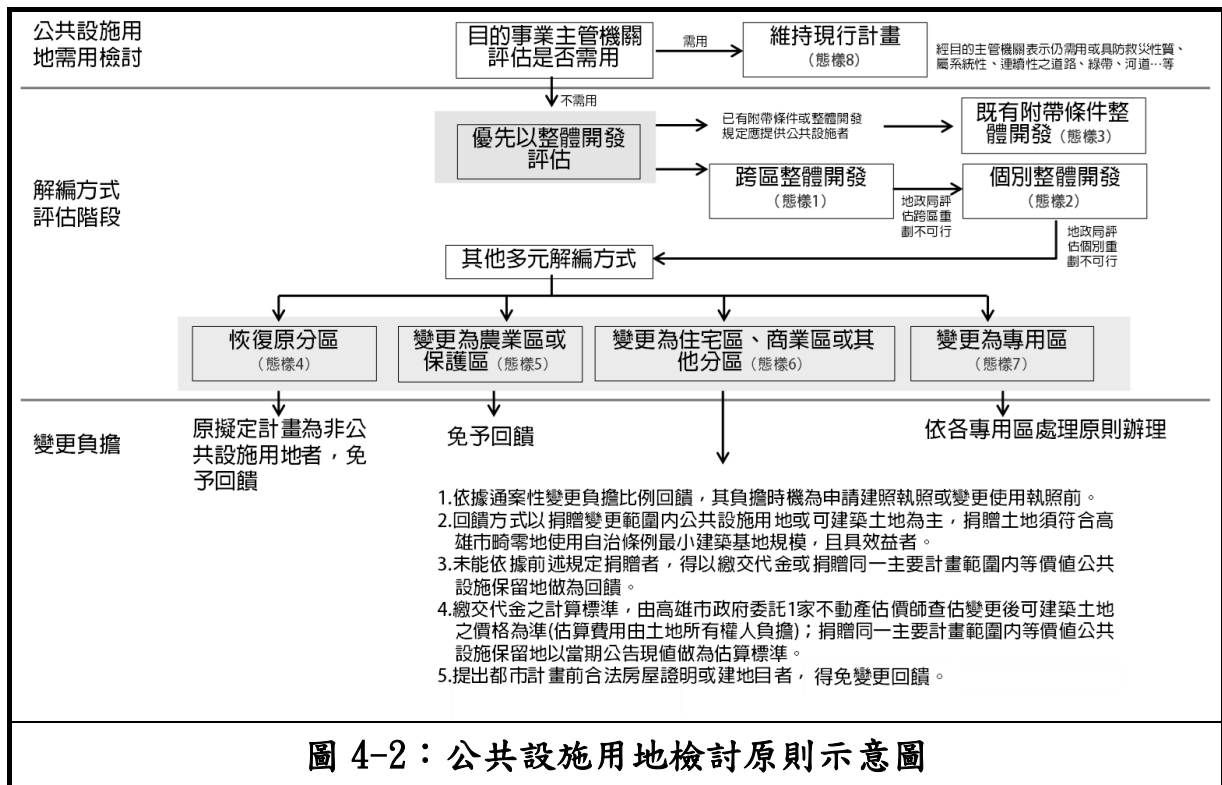 公共設施用
地需用檢討
目的事業主管機關
評估是否需用
需用
維持現行計畫
(態樣8)
經目的主管機關表示仍需用或具防救災性質、
屬系統性、連續性之道路、綠帶、河道…等
不需用
解編方式
評估階段
優先以整體開發
評估
已有附帶條件或整體開發
規定應提供公共設施者
既有附帶條件整
體開發(態樣3)
跨區整體開發
(態樣1)
地政局評
估跨區重
劃不可行
個別整體開發
(態樣2)
地政局評
估個別重
劃不可行
其他多元解編方式
恢復原分區
(態樣4)
變更為農業區或
保護區(態樣5)
變更為住宅區、商業區或其
他分區(態樣6)
變更為專用區
(態樣7)
變更負擔
原擬定計畫為非公
共設施用地者，免
予回饋
免予回饋
依各專用區處理原則辦理
1.依據通案性變更負擔比例回饋，其負擔時機為申請建照執照或變更使用執照前。
2.回饋方式以捐贈變更範圍內公共設施用地或可建築土地為主，捐贈土地須符合高
雄市畸零地使用自治條例最小建築基地規模，且具效益者。
3.未能依據前述規定捐贈者，得以繳交代金或捐贈同一主要計畫範圍內等價值公共
設施保留地做為回饋。
4.繳交代金之計算標準，由高雄市政府委託1家不動產估價師查估變更後可建築土地
之價格為準(估算費用由土地所有權人負擔)；捐贈同一主要計畫範圍內等價值公共
設施保留地以當期公告現值做為估算標準。
5.提出都市計畫前合法房屋證明或建地目者，得免變更回饋。
圖 4-2：公共設施用地檢討原則示意圖